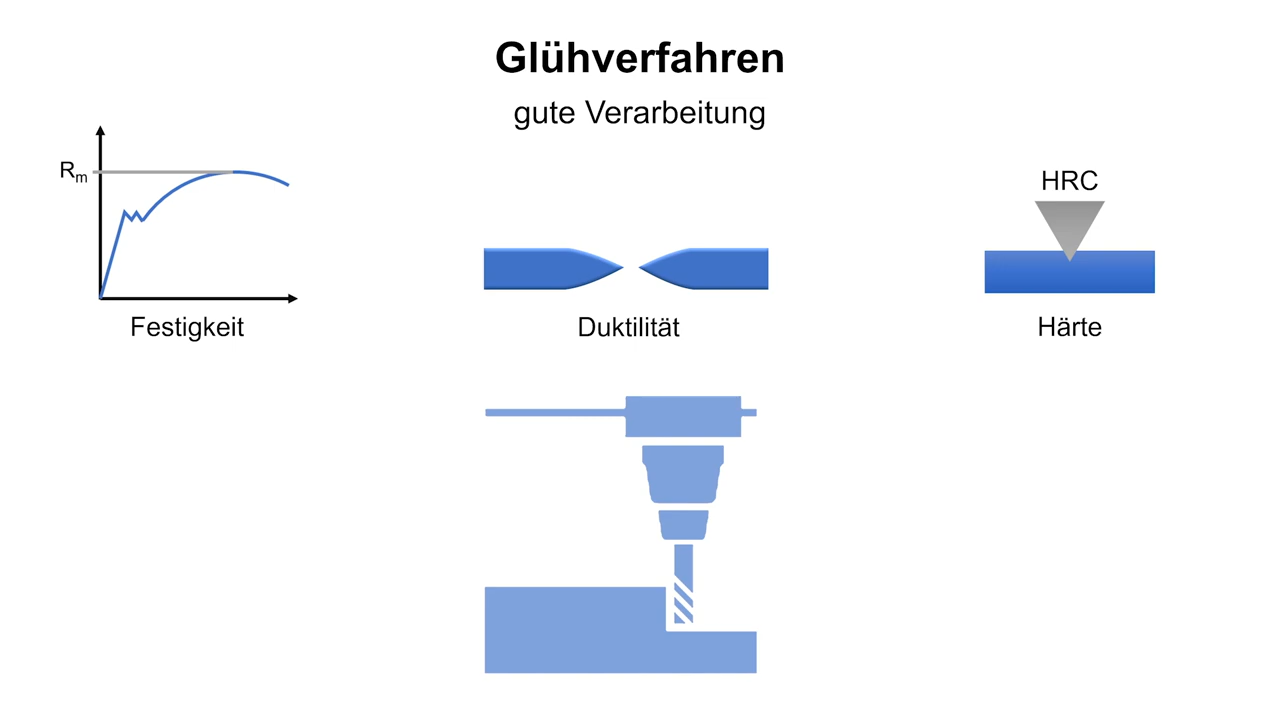 Glühverfahren
gute Verarbeitung
Rm
HRC
Festigkeit
Duktilität
Härte